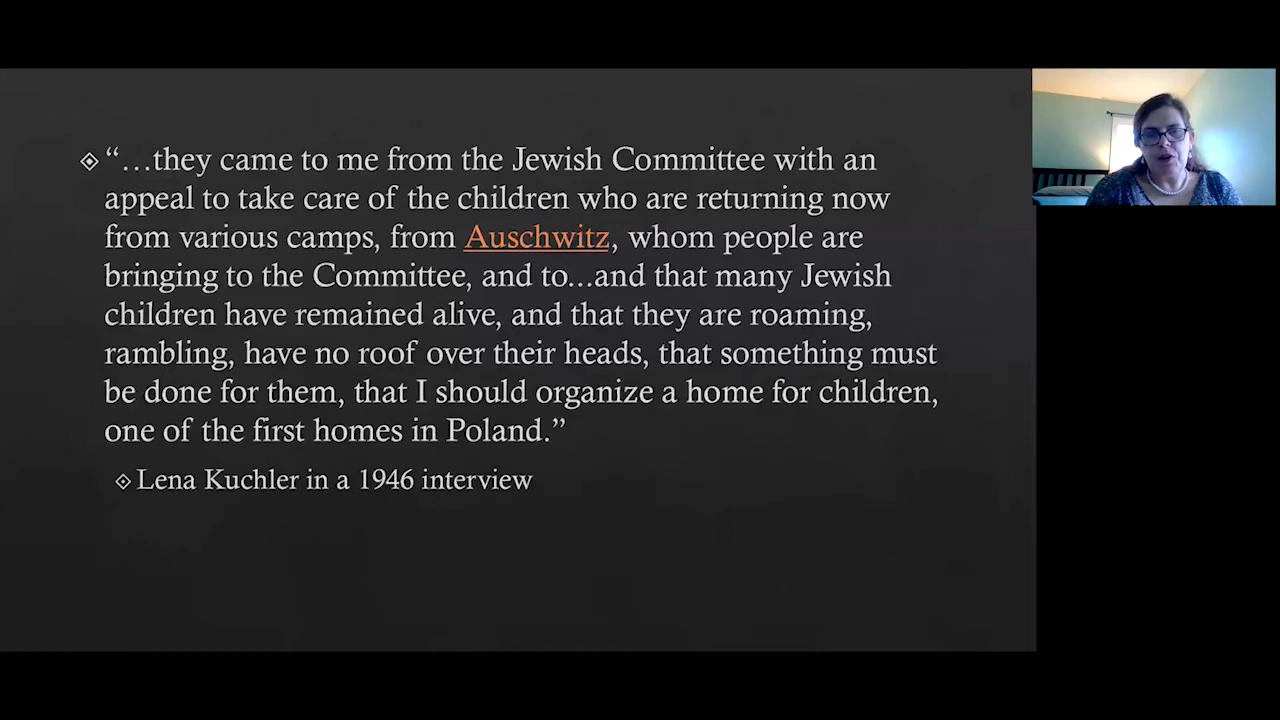 “…they came to me from the Jewish Committee with an
appeal to take care of the children who are returning now
from various camps, from Auschwitz, whom people are
bringing to the Committee, and to...and that many Jewish
children have remained alive, and that they are roaming,
rambling, have no roof over their heads, that something must
be done for them, that I should organize a home for children,
one of the first homes in Poland.”
Lena Kuchler in a 1946 interview